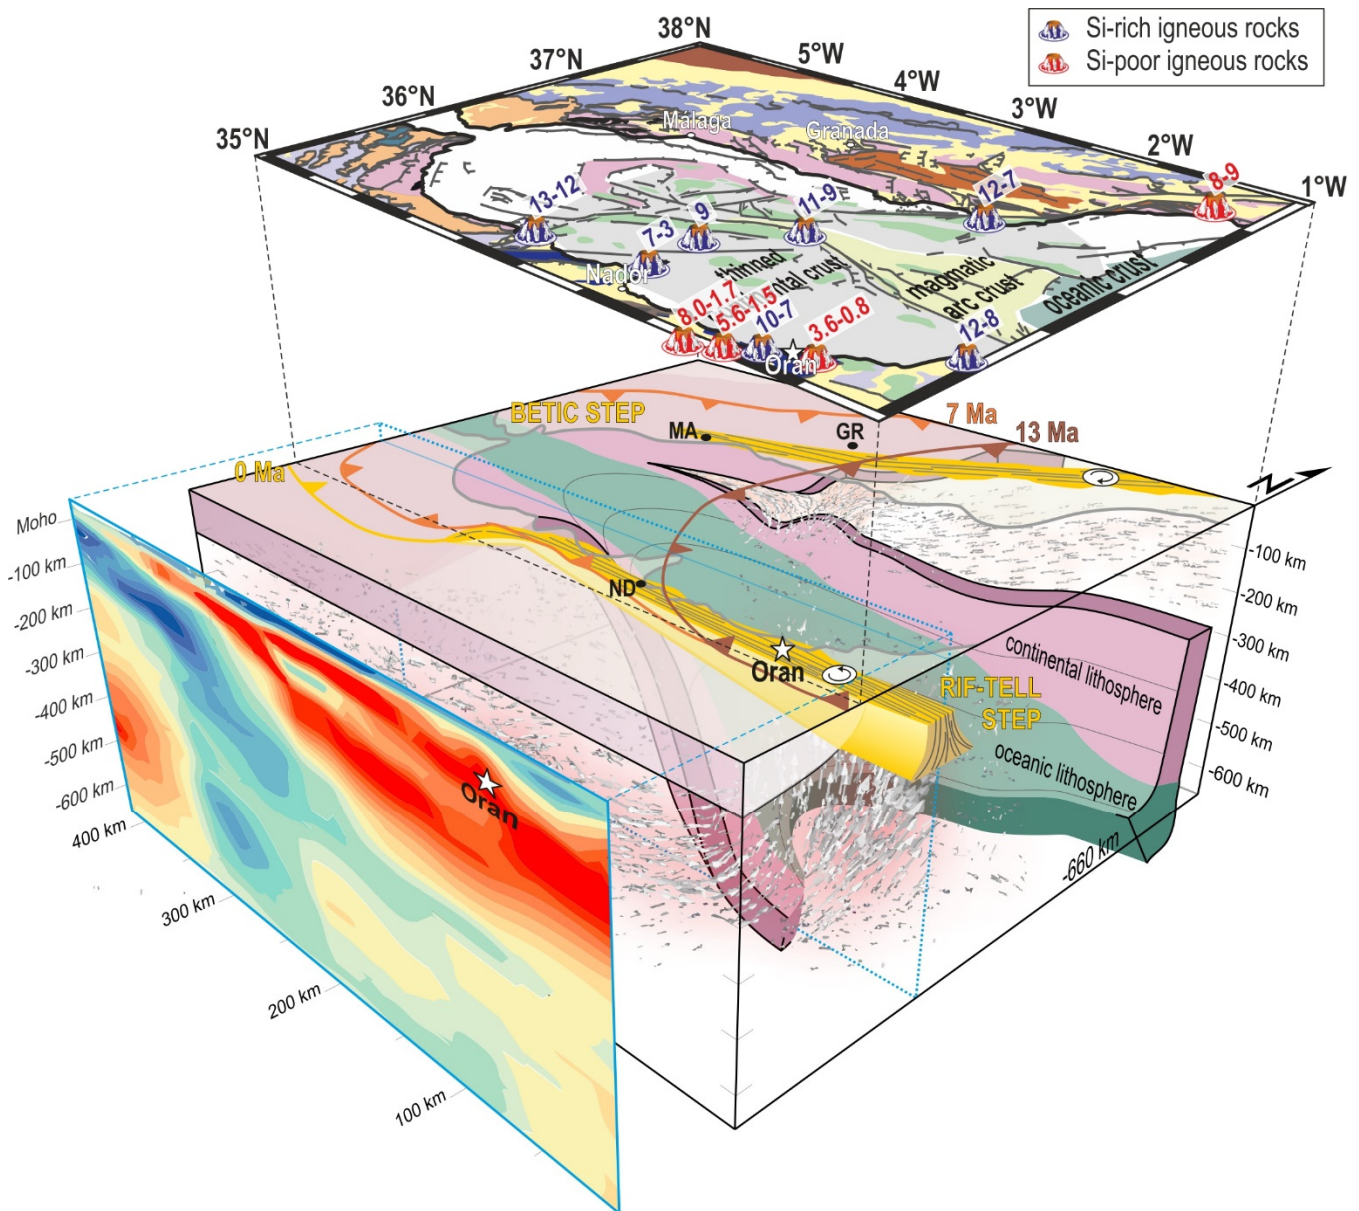 Si-rich igneous rocks
Si-poor igneous rocks
38°N
37°N
36°N
35°N
5°W
4°W
3°W
2°W
1°W
Málaga
Granada
8-9
13-12
7-3
9
11-9
12-7
Nador
thinned
ntal crust
magmatic
arc crust
oceanic crust
8.0-1.7
5.6-1.5
10-7
3.6-0.8
12-8
Oran
BETIC STEP
MA
GR
7 Ma
13 Ma
0 Ma
N
ND
Oran
RIF-TELL
STEP
continental lithosphere
oceanic lithosphere
-100 km
-200 km
-300 km
-400 km
-500 km
-600 km
-660 km
Moho
-100 km
-200 km
-300 km
-400 km
-500 km
-600 km
400 km
300 km
200 km
100 km
Oran